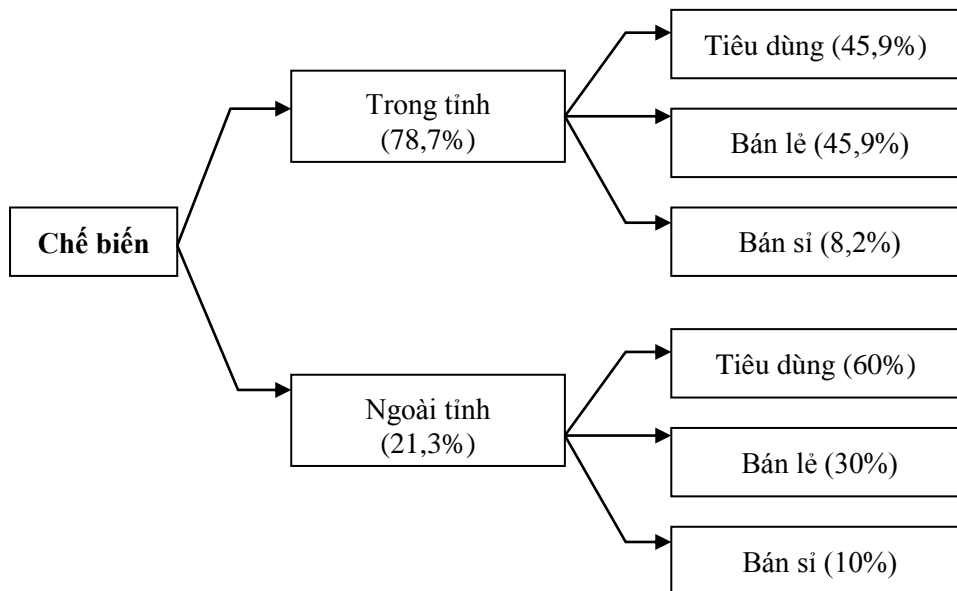 Chế biến
Trong tỉnh
(78,7%)
Tiêu dùng (45,9%)
Bán lẻ (45,9%)
Bán sỉ (8,2%)
Ngoài tỉnh
(21,3%)
Tiêu dùng (60%)
Bán lẻ (30%)
Bán sỉ (10%)